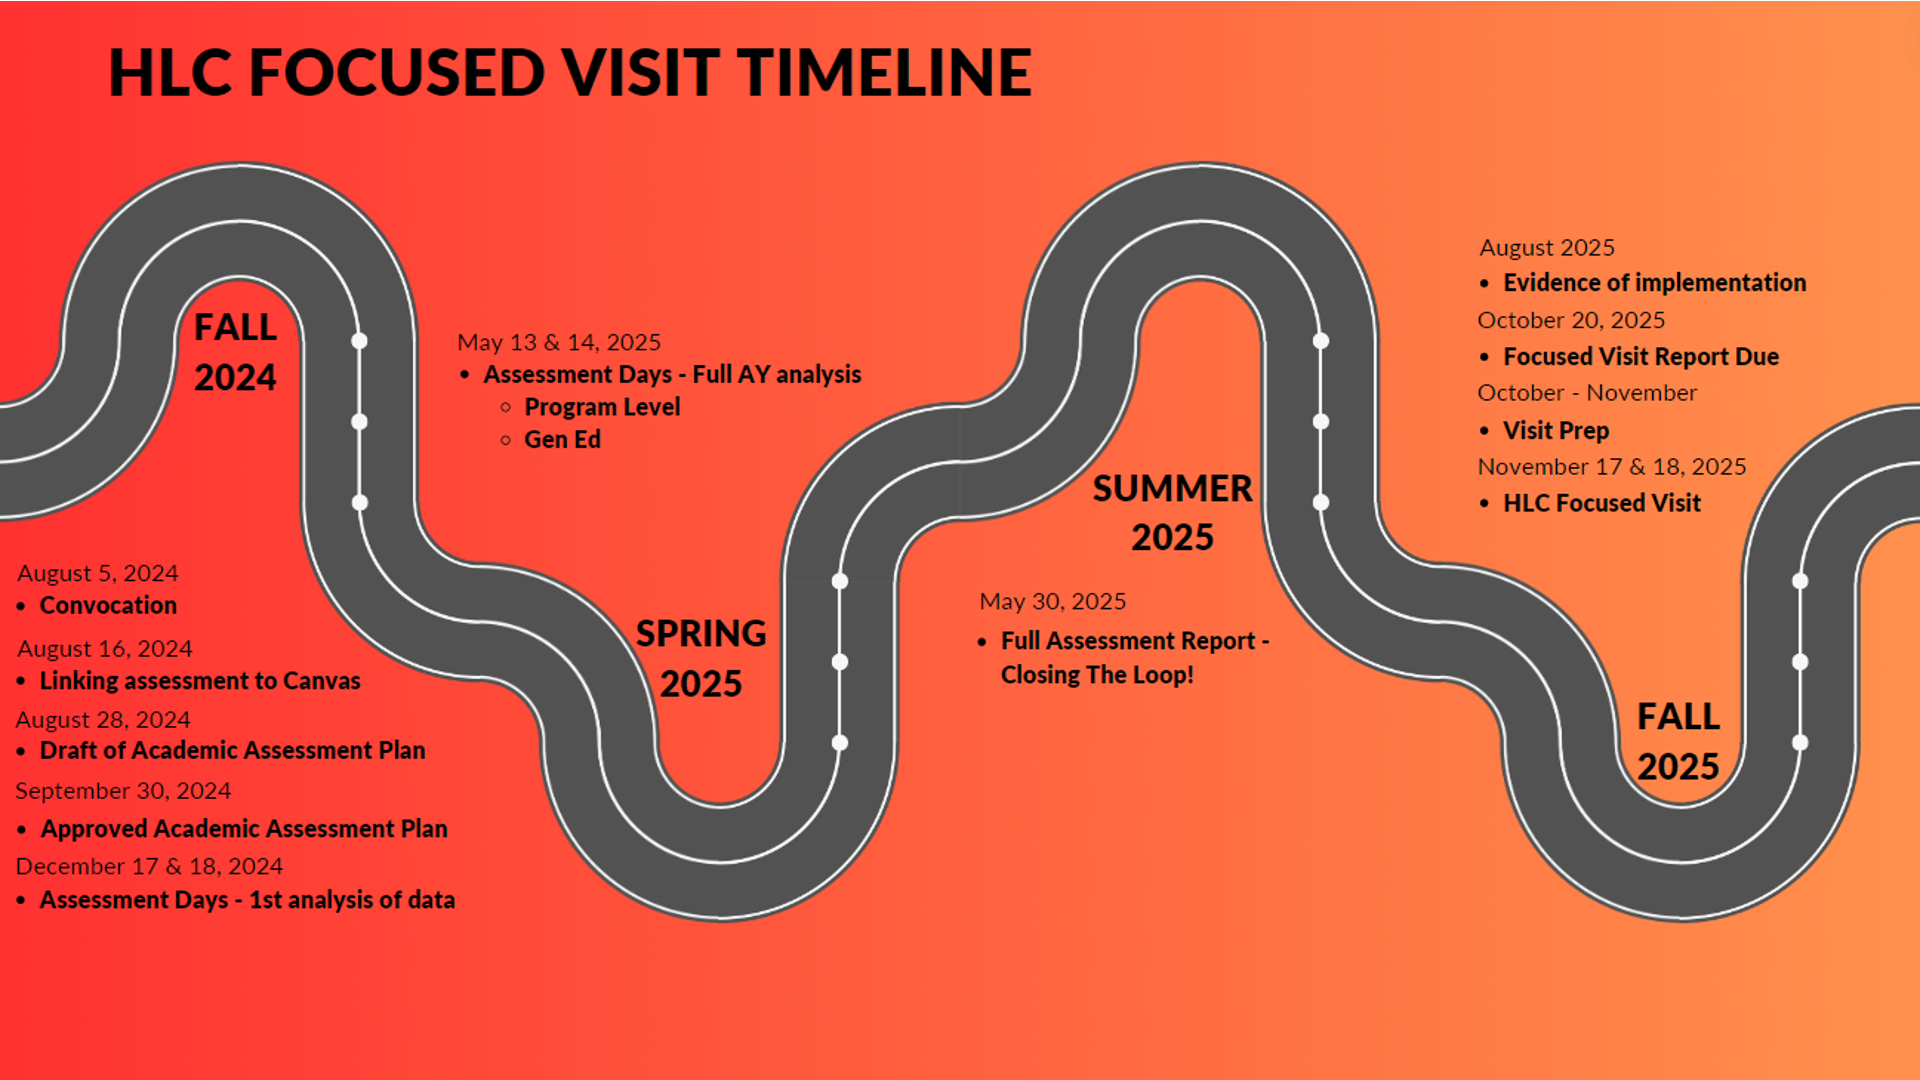 HLC FOCUSED VISIT TIMELINE
FALL
2024
August 5, 2024
• Convocation
August 16, 2024
• Linking assessment to Canvas
August 28, 2024
• Draft of Academic Assessment Plan
September 30, 2024
• Approved Academic Assessment Plan
December 17 & 18, 2024
• Assessment Days - 1st analysis of data
May 13 & 14, 2025
• Assessment Days - Full AY analysis
◦ Program Level
◦ Gen Ed
SPRING
2025
SUMMER
2025
May 30, 2025
• Full Assessment Report -
Closing The Loop!
August 2025
• Evidence of implementation
October 20, 2025
• Focused Visit Report Due
October - November
• Visit Prep
November 17 & 18, 2025
• HLC Focused Visit
FALL
2025